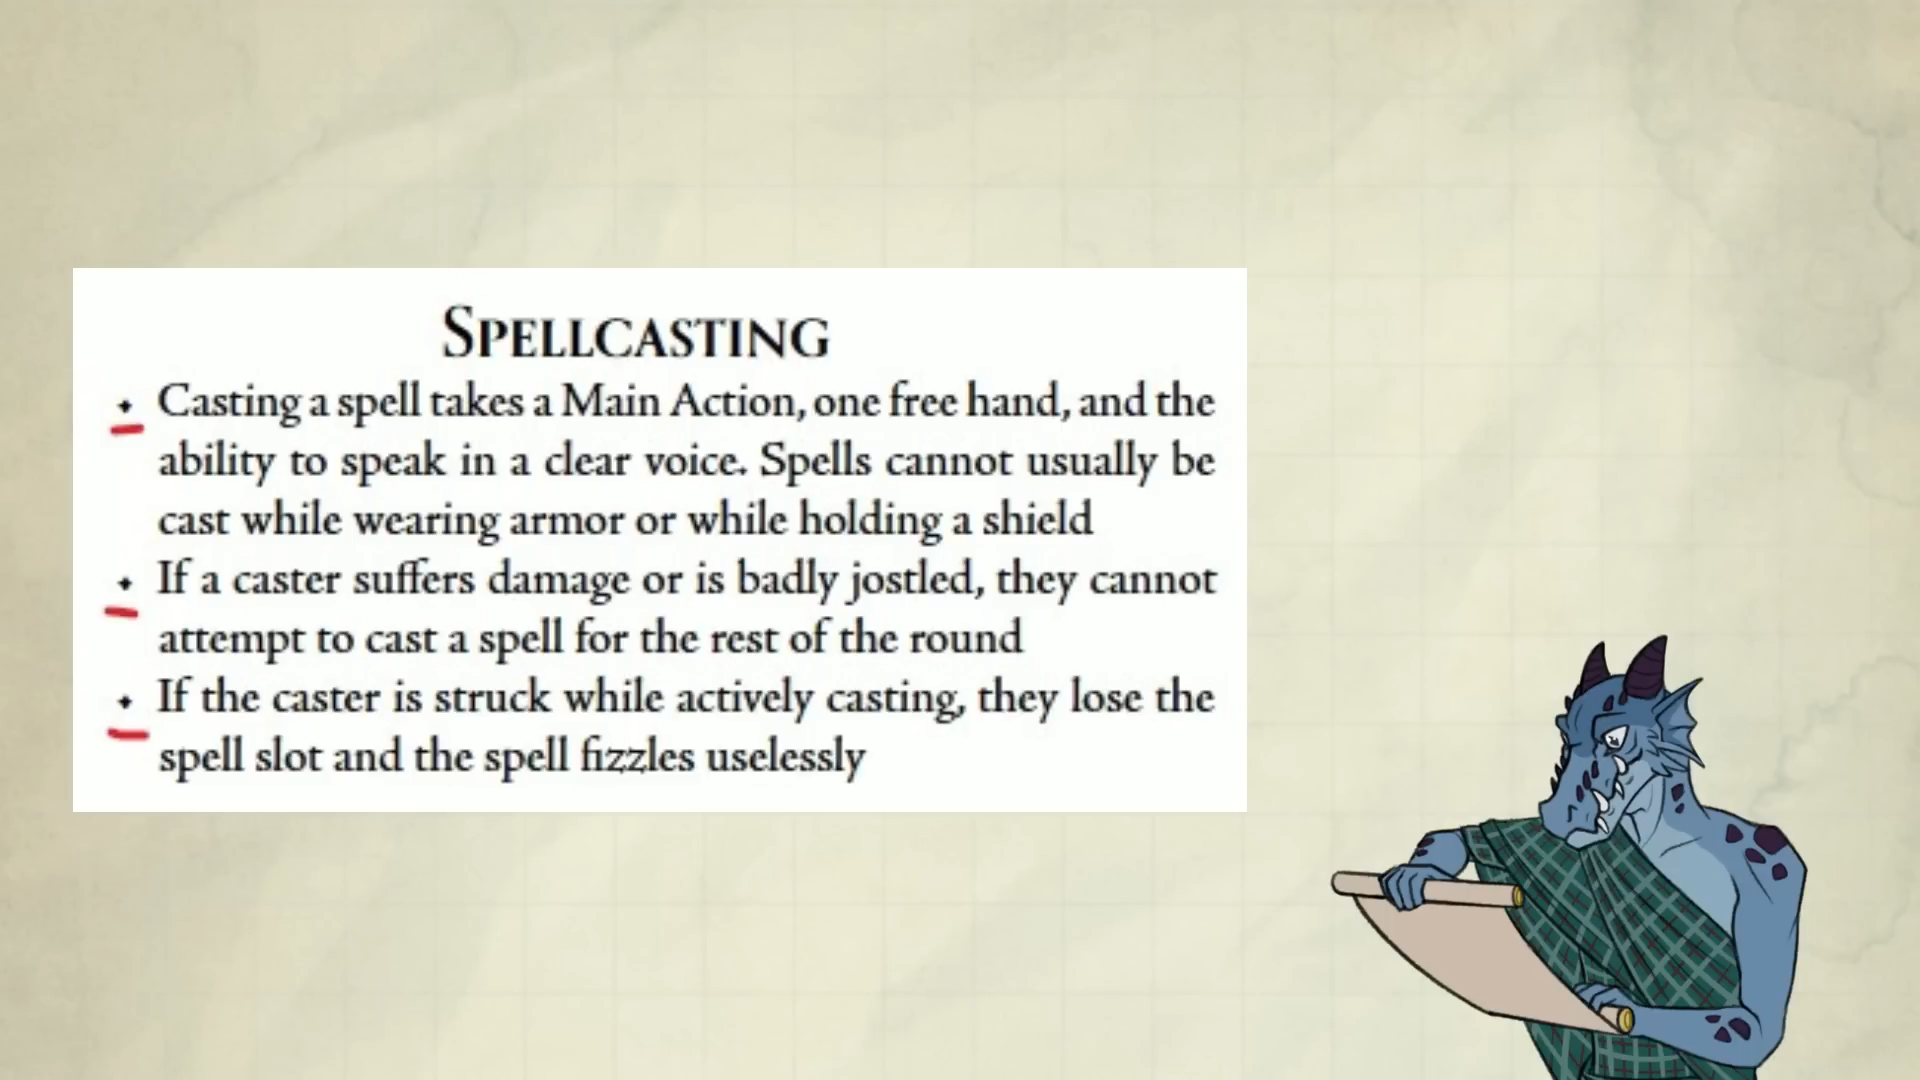 SPELLCASTING
Casting a spell takes a Main Action, one free hand, and the
ability to speak in a clear voice. Spells cannot usually be
cast while wearing armor or while holding a shield
If a caster suffers damage or is badly jostled, they cannot
attempt to cast a spell for the rest of the round
If the caster is struck while actively casting, they lose the
spell slot and the spell fizzles uselessly